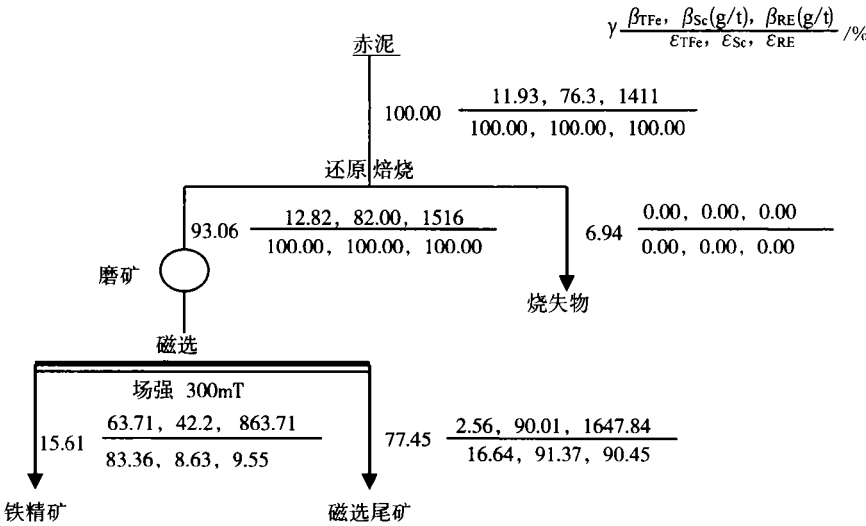 γ βTFe, βSc(g/t), βRE(g/t) /%
εTFe, εSc, εRE
赤泥
100.00 11.93, 76.3, 1411
100.00, 100.00, 100.00
还原焙烧
93.06 12.82, 82.00, 1516
100.00, 100.00, 100.00
6.94 0.00, 0.00, 0.00
0.00, 0.00, 0.00
磨矿
烧失物
磁选
场强 300mT
15.61 63.71, 42.2, 863.71
83.36, 8.63, 9.55
77.45 2.56, 90.01, 1647.84
16.64, 91.37, 90.45
铁精矿
磁选尾矿